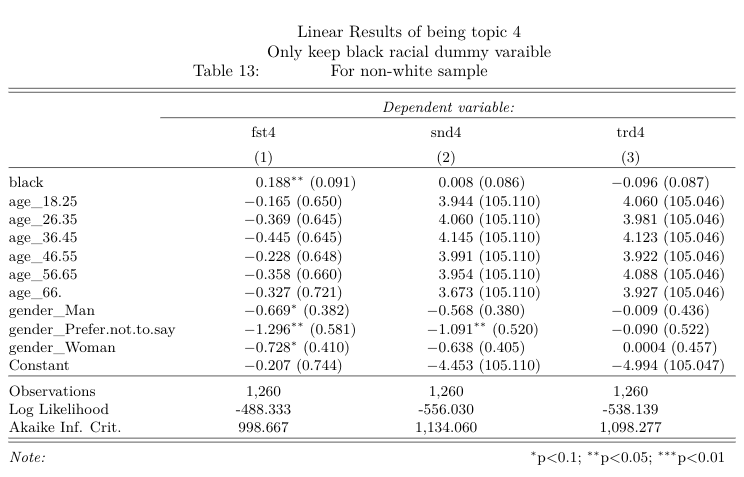 Linear Results of being topic 4
Only keep black racial dummy varaible
Table 13: For non-white sample
Dependent variable:
fst4 snd4 trd4
(1) (2) (3)
black 0.188** (0.091) 0.008 (0.086) −0.096 (0.087)
age_18.25 −0.165 (0.650) 3.944 (105.110) 4.060 (105.046)
age_26.35 −0.369 (0.645) 4.060 (105.110) 3.981 (105.046)
age_36.45 −0.445 (0.645) 4.145 (105.110) 4.123 (105.046)
age_46.55 −0.228 (0.648) 3.991 (105.110) 3.922 (105.046)
age_56.65 −0.358 (0.660) 3.954 (105.110) 4.088 (105.046)
age_66. −0.327 (0.721) 3.673 (105.110) 3.927 (105.046)
gender_Man −0.669* (0.382) −0.568 (0.380) −0.009 (0.436)
gender_Prefer.not.to.say −1.296** (0.581) −1.091** (0.520) −0.090 (0.522)
gender_Woman −0.728* (0.410) −0.638 (0.405) 0.0004 (0.457)
Constant −0.207 (0.744) −4.453 (105.110) −4.994 (105.047)
Observations 1,260 1,260 1,260
Log Likelihood -488.333 -556.030 -538.139
Akaike Inf. Crit. 998.667 1,134.060 1,098.277
Note: *p<0.1; **p<0.05; ***p<0.01